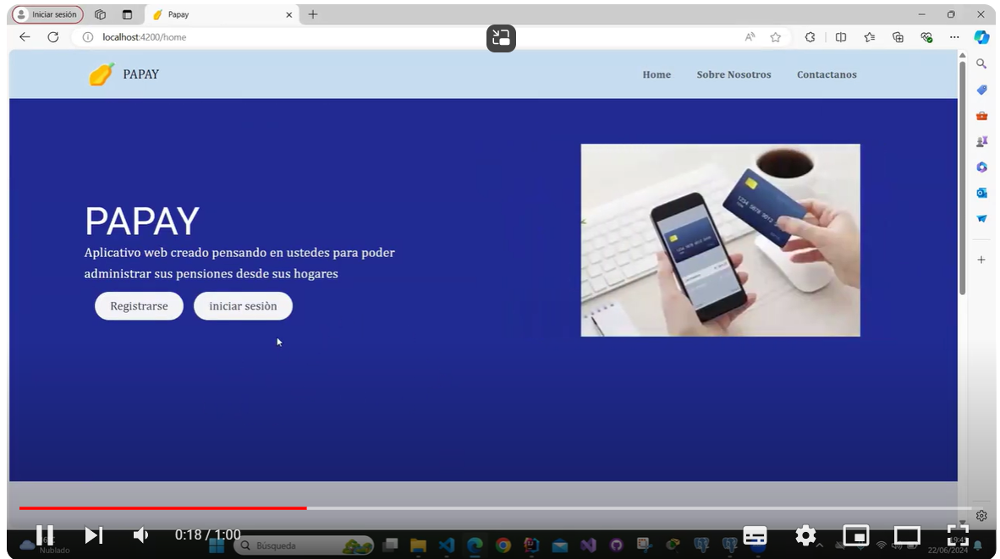 Iniciar sesión
Papay
localhost:4200/home
PAPAY
Home
Sobre Nosotros
Contactanos
PAPAY
Aplicativo web creado pensando en ustedes para poder
administrar sus pensiones desde sus hogares
Registrarse
iniciar sesiòn
0:18 / 1:00
Nublado
Búsqueda
22/06/2024